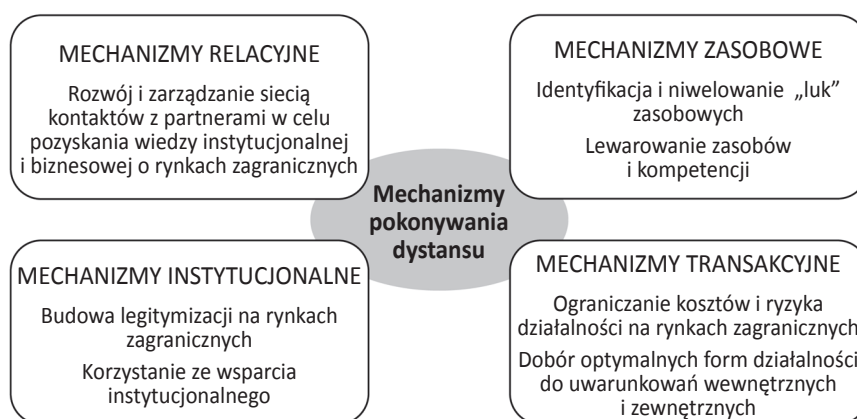 MECHANIZMY RELACYJNE
Rozwój i zarządzanie siecią
kontaktów z partnerami w celu
pozyskania wiedzy instytucjonalnej
i biznesowej o rynkach zagranicznych
MECHANIZMY ZASOBOWE
Identyfikacja i niwelowanie „luk”
zasobowych
Lewarowanie zasobów
i kompetencji
Mechanizmy
pokonywania
dystansu
MECHANIZMY INSTYTUCJONALNE
Budowa legitymizacji na rynkach
zagranicznych
Korzystanie ze wsparcia
instytucjonalnego
MECHANIZMY TRANSAKCYJNE
Ograniczanie kosztów i ryzyka
działalności na rynkach zagranicznych
Dobór optymalnych form działalności
do uwarunkowań wewnętrznych
i zewnętrznych